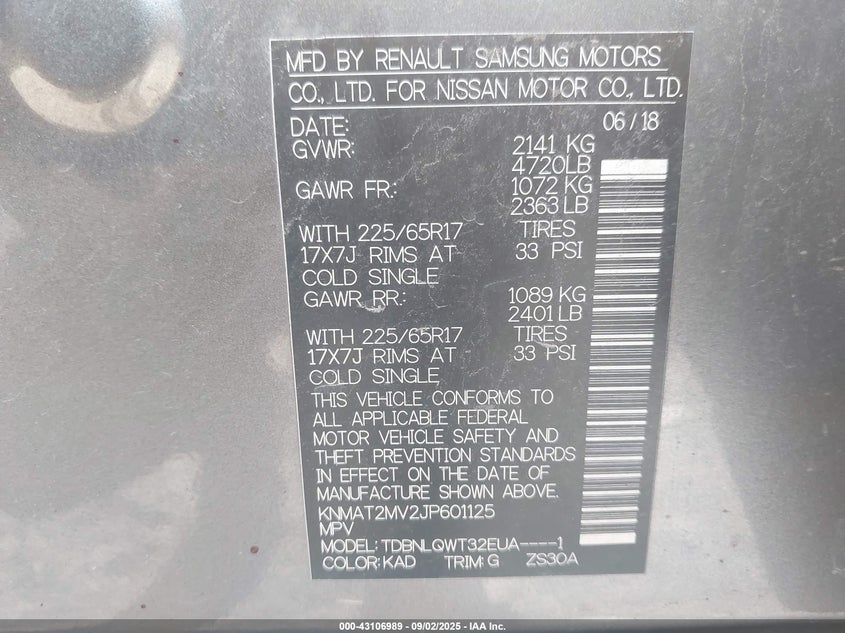 MFD BY RENAULT SAMSUNG MOTORS
CO., LTD. FOR NISSAN MOTOR CO., LTD.
DATE: 06/18
GVWR: 2141 KG
4720LB
GAWR FR.: 1072 KG
2363 LB
WITH 225/65R17 TIRES
17X7J RIMS AT 33 PSI
COLD SINGLE
GAWR RR.: 1089 KG
2401 LB
WITH 225/65R17 TIRES
17X7J RIMS AT 33 PSI
COLD SINGLE
THIS VEHICLE CONFORMS TO
ALL APPLICABLE FEDERAL
MOTOR VEHICLE SAFETY AND
THEFT PREVENTION STANDARDS
IN EFFECT ON THE DATE OF
MANUFACTURE SHOWN ABOVE.
KNMAT2MV2JP601125
MPV
MODEL: TDBNLQWT32EUA----1
COLOR: KAD TRIM: G ZS30A
000-43106989 - 09/02/2025 - IAA Inc.